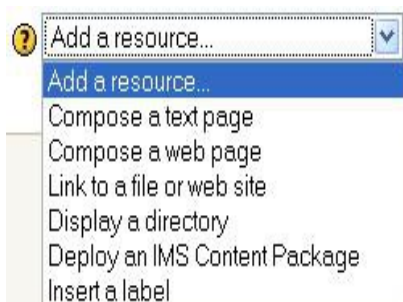 ? Add a resource...
Add a resource...
Compose a text page
Compose a web page
Link to a file or web site
Display a directory
Deploy an IMS Content Package
Insert a label